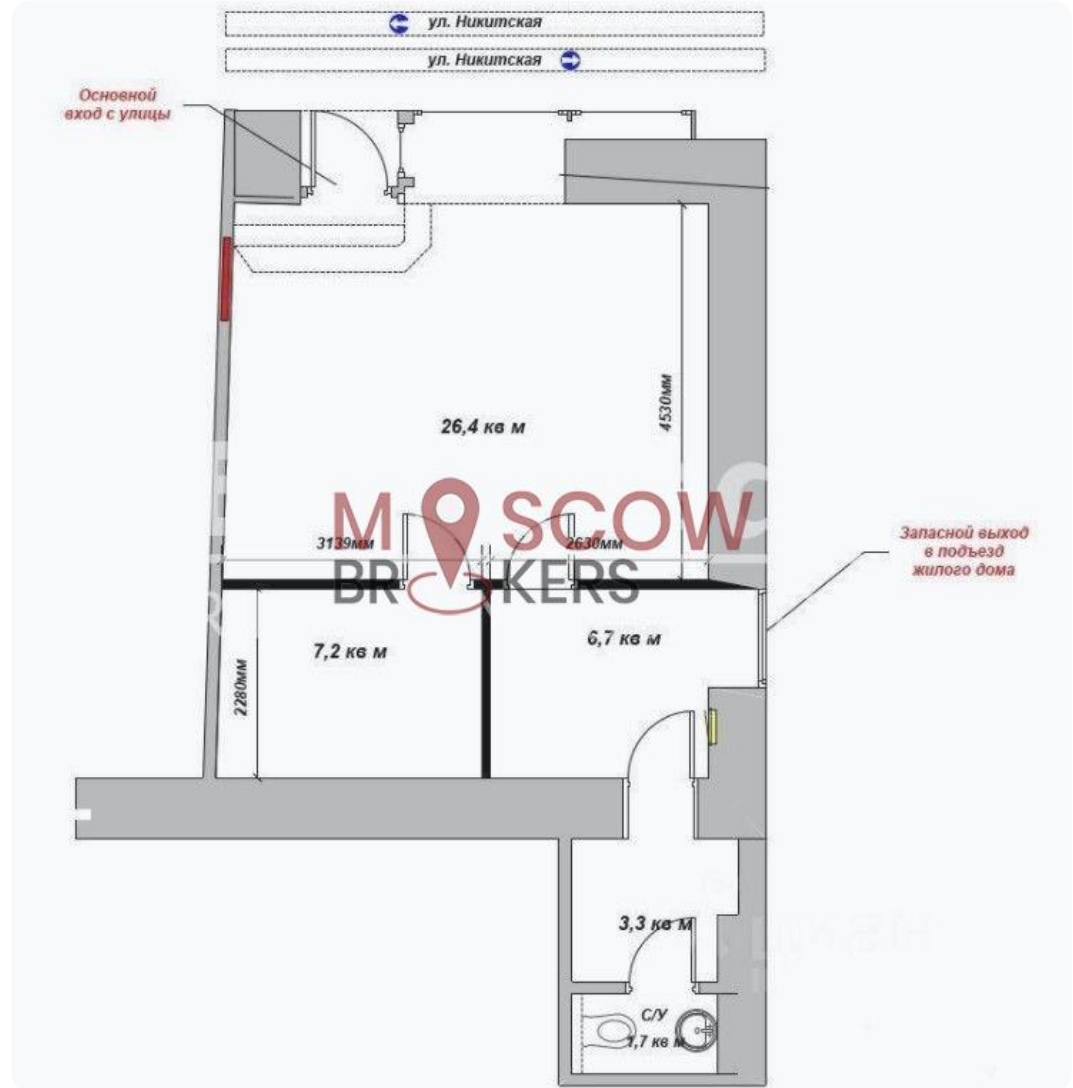 ул. Никитская
ул. Никитская
Основной
вход с улицы
4530мм
26,4 кв м
MOSCOW
BROKERS
3139мм
2630мм
Запасной выход
в подъезд
жилого дома
7,2 кв м
6,7 кв м
2280мм
3,3 кв м
С/У
1,7 кв м